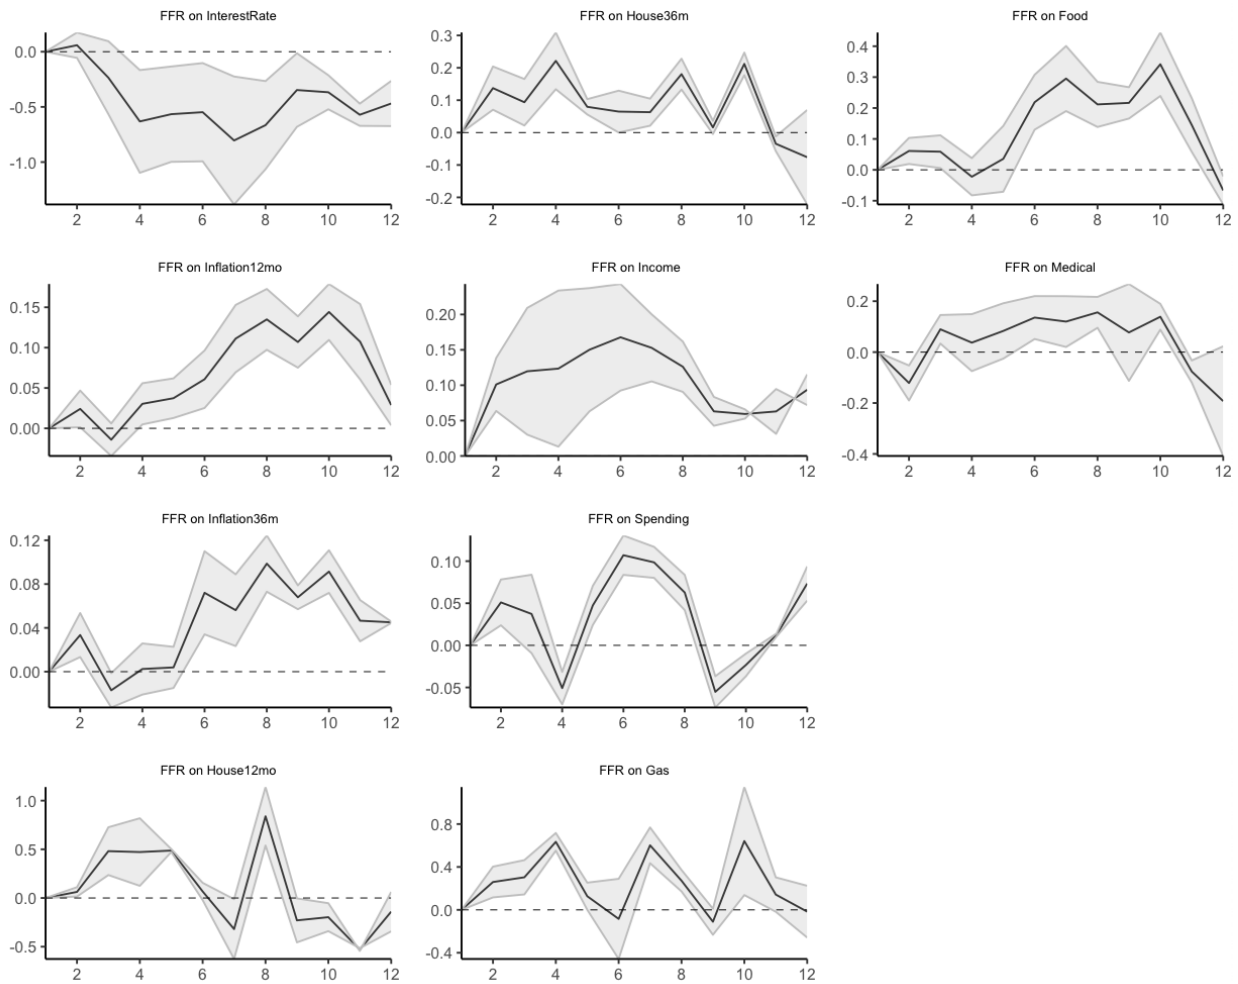 FFR on InterestRate
0.0
-0.5
-1.0
2 4 6 8 10 12
FFR on House36m
0.3
0.2
0.1
0.0
-0.1
-0.2
2 4 6 8 10 12
FFR on Food
0.4
0.3
0.2
0.1
0.0
-0.1
2 4 6 8 10 12
FFR on Inflation12mo
0.15
0.10
0.05
0.00
2 4 6 8 10 12
FFR on Income
0.20
0.15
0.10
0.05
0.00
2 4 6 8 10 12
FFR on Medical
0.2
0.0
-0.2
-0.4
2 4 6 8 10 12
FFR on Inflation36m
0.12
0.08
0.04
0.00
2 4 6 8 10 12
FFR on Spending
0.10
0.05
0.00
-0.05
2 4 6 8 10 12
FFR on House12mo
1.0
0.5
0.0
-0.5
2 4 6 8 10 12
FFR on Gas
0.8
0.4
0.0
-0.4
2 4 6 8 10 12